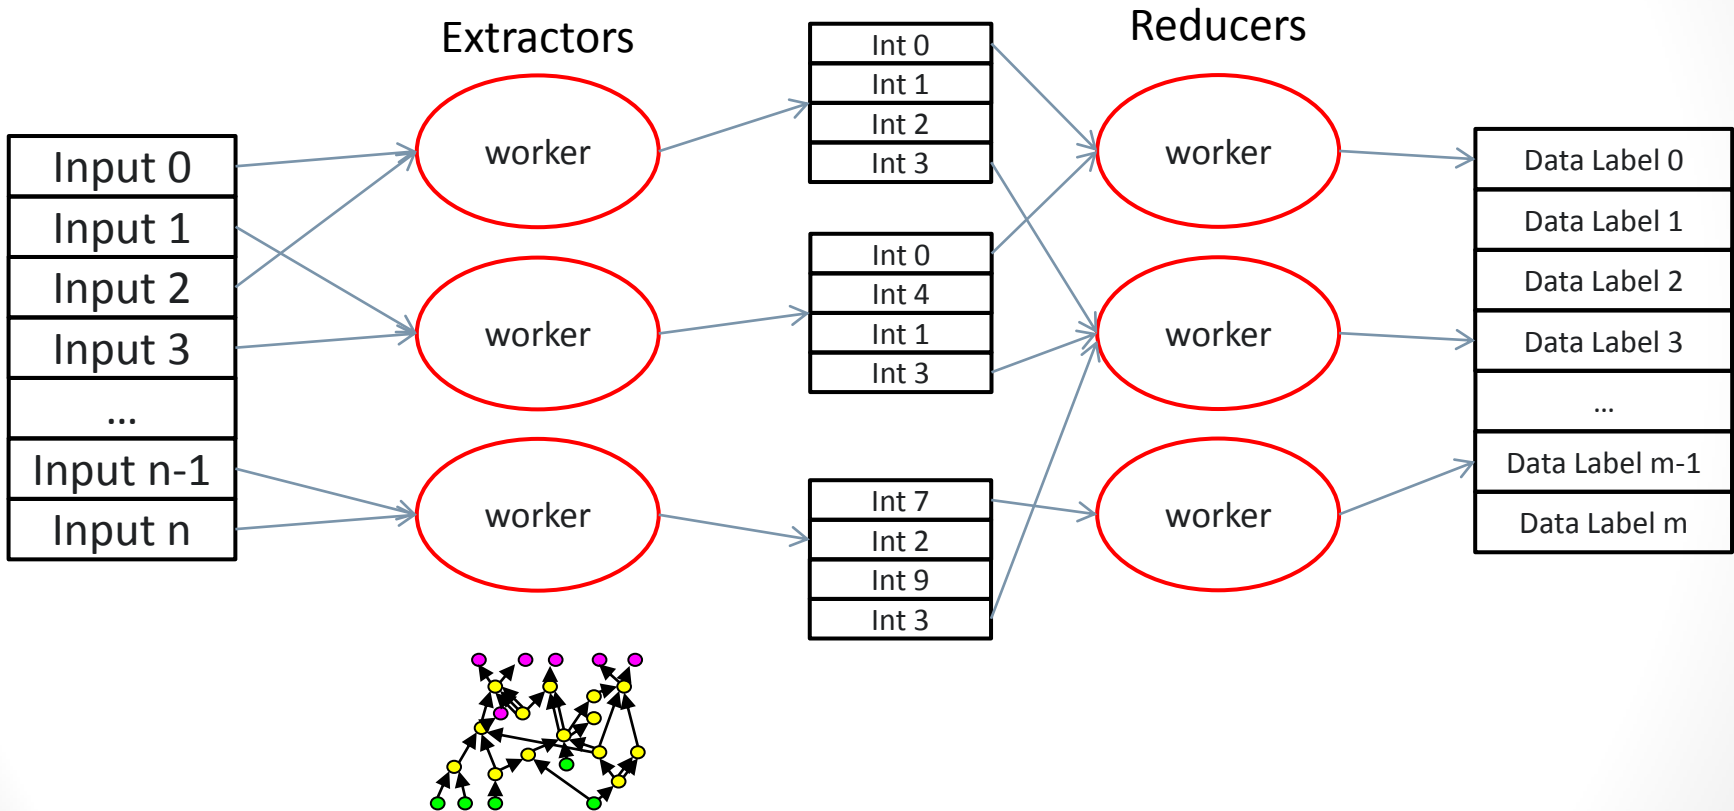 Extractors
Reducers
Input 0
Input 1
Input 2
Input 3
...
Input n-1
Input n
worker
worker
worker
Int 0
Int 1
Int 2
Int 3
Int 0
Int 4
Int 1
Int 3
Int 7
Int 2
Int 9
Int 3
worker
worker
worker
Data Label 0
Data Label 1
Data Label 2
Data Label 3
...
Data Label m-1
Data Label m